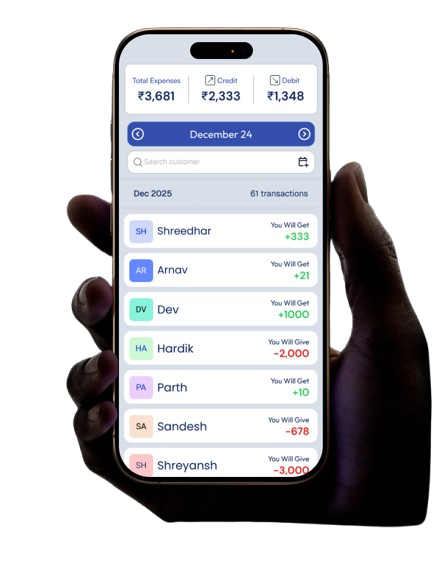 Total Expenses
Credit
Debit
₹3,681
₹2,333
₹1,348
December 24
Search customer
Dec 2025
61 transactions
SH
Shreedhar
You Will Get
+333
AR
Arnav
You Will Get
+21
DV
Dev
You Will Get
+1000
HA
Hardik
You Will Give
-2,000
PA
Parth
You Will Get
+10
SA
Sandesh
You Will Give
-678
SH
Shreyansh
You Will Give
-3,000